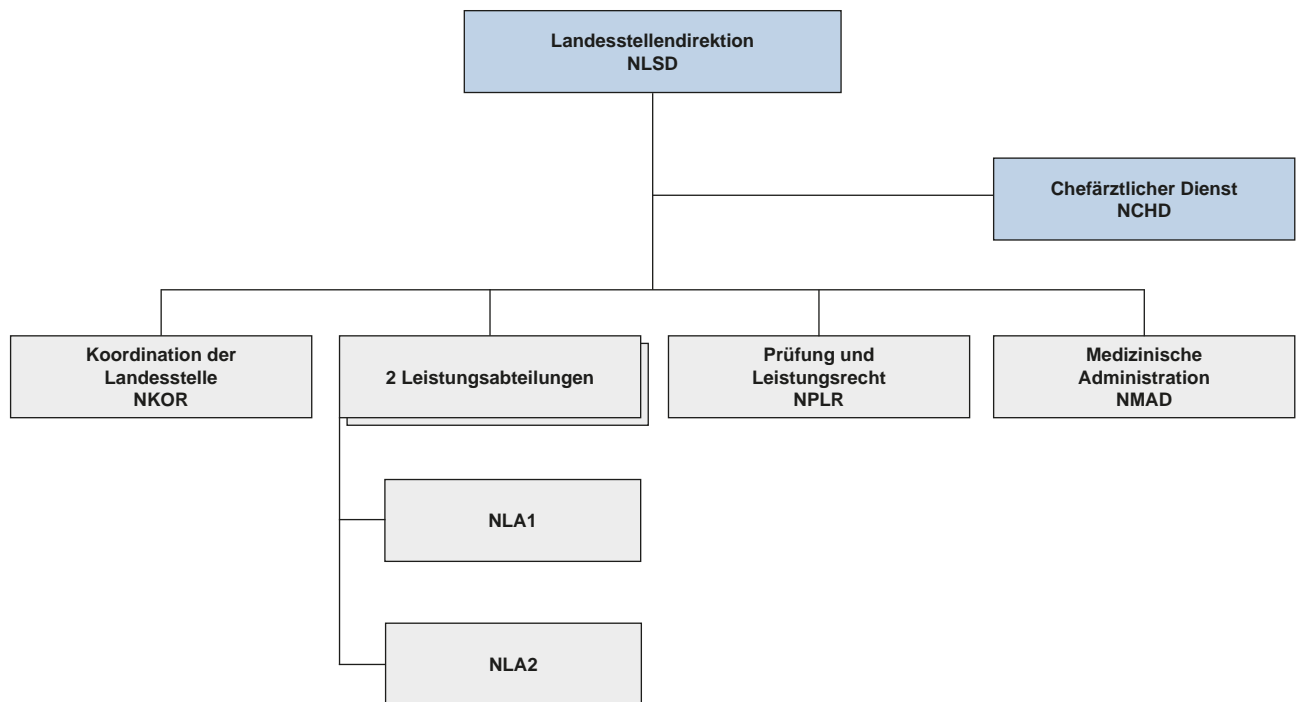 Landesstellendirektion
NLSD
Chefärztlicher Dienst
NCHD
Koordination der
Landesstelle
NKOR
2 Leistungsabteilungen
Prüfung und
Leistungsrecht
NPLR
Medizinische
Administration
NMAD
NLA1
NLA2